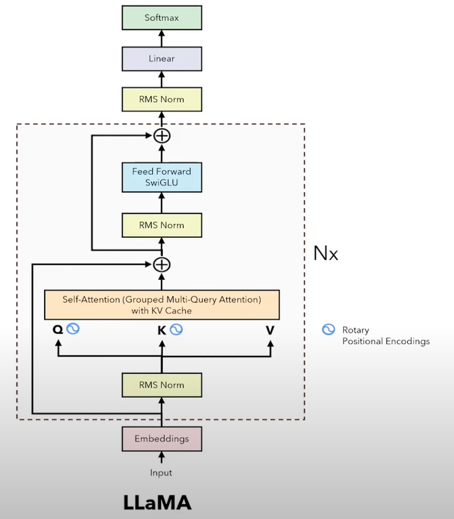 Softmax
Linear
RMS Norm
Feed Forward
SwiGLU
RMS Norm
Nx
Self-Attention (Grouped Multi-Query Attention)
with KV Cache
Q K V
Rotary
Positional Encodings
RMS Norm
Embeddings
Input
LLaMA